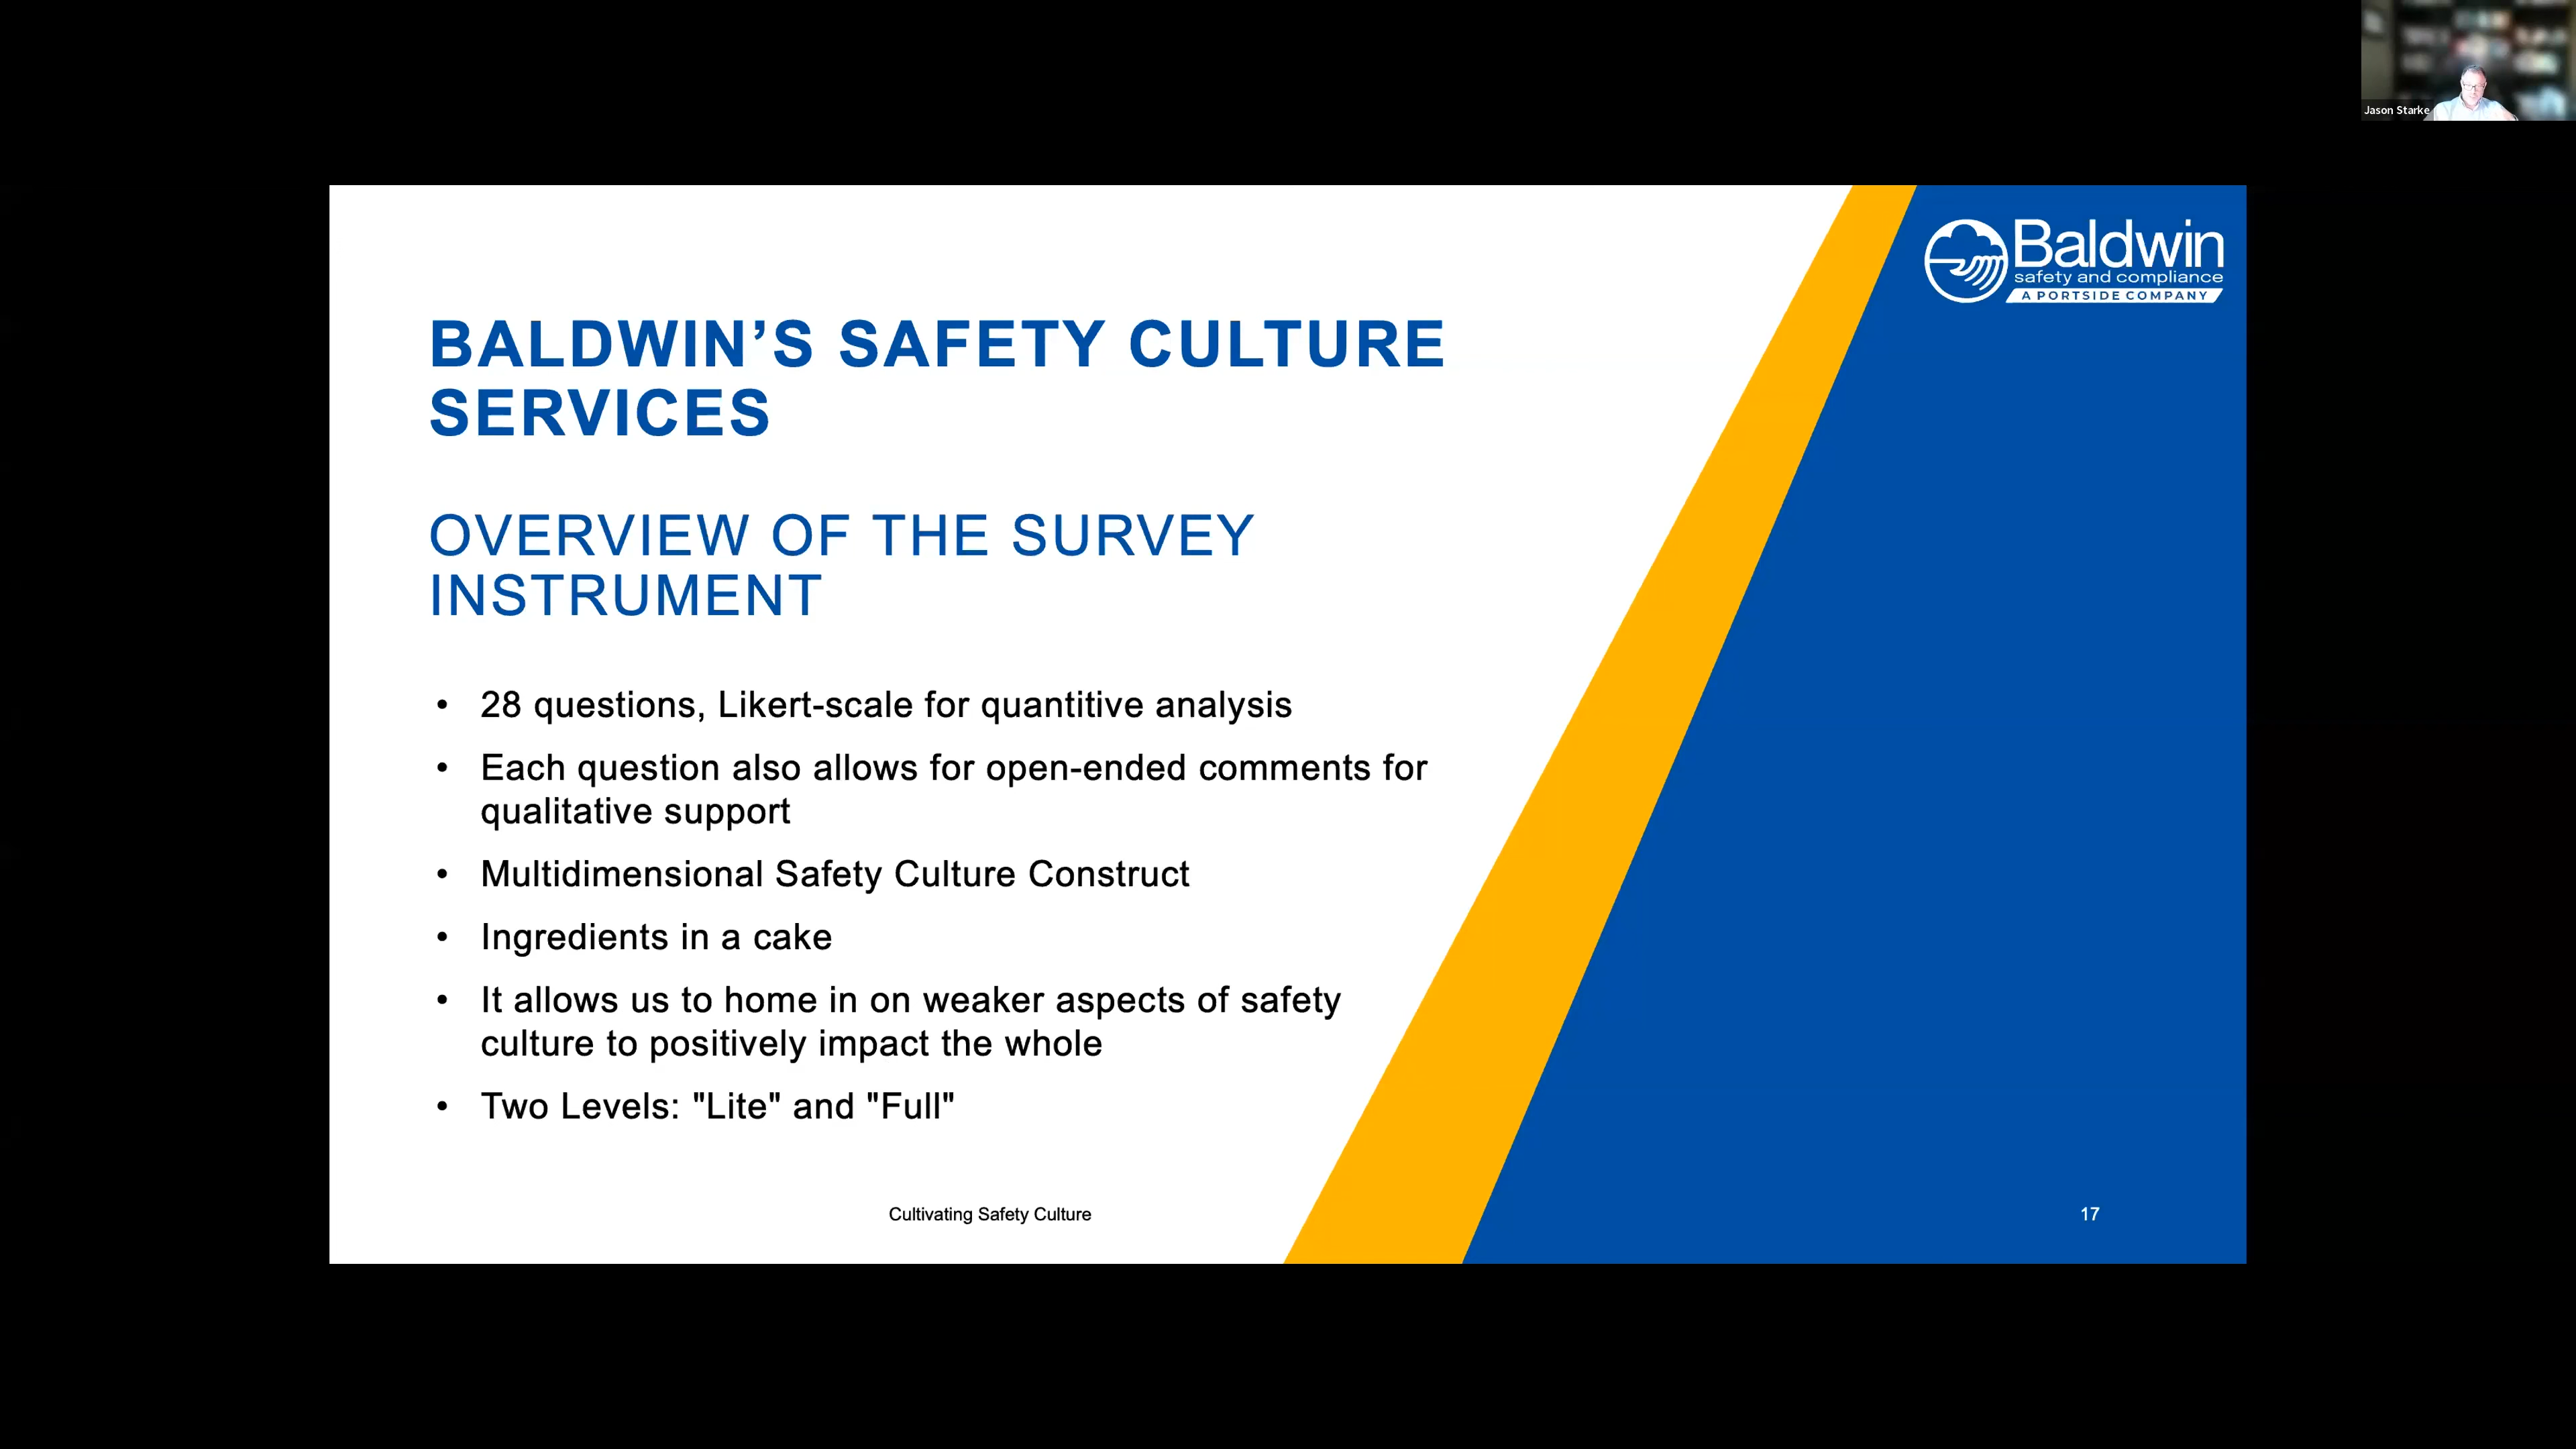 Jason Starke
Baldwin
safety and compliance
A PORTSIDE COMPANY
BALDWIN’S SAFETY CULTURE
SERVICES
OVERVIEW OF THE SURVEY
INSTRUMENT
• 28 questions, Likert-scale for quantitive analysis
• Each question also allows for open-ended comments for
qualitative support
• Multidimensional Safety Culture Construct
• Ingredients in a cake
• It allows us to home in on weaker aspects of safety
culture to positively impact the whole
• Two Levels: "Lite" and "Full"
Cultivating Safety Culture
17